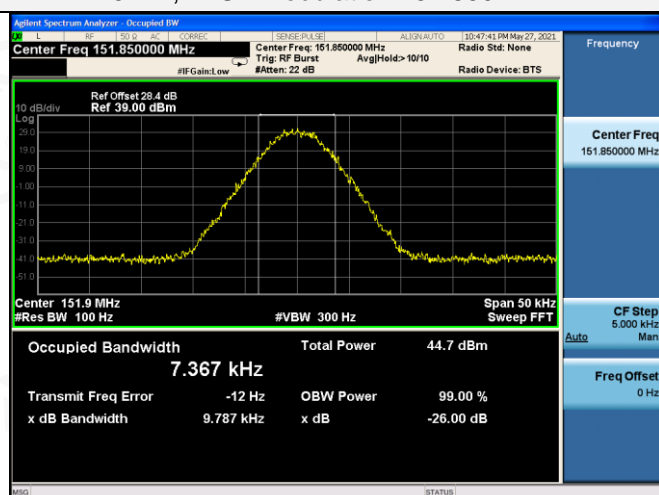 Agilent Spectrum Analyzer - Occupied BW
L RF 50 Ω AC CORREC SENSE:PULSE ALIGN AUTO 10:47:41 PM May 27, 2021
Center Freq 151.850000 MHz
Center Freq: 151.850000 MHz
Radio Std: None
Trig: RF Burst Avg|Hold:> 10/10
#IFGain:Low
#Atten: 22 dB
Radio Device: BTS
Ref Offset 28.4 dB
10 dB/div Ref 39.00 dBm
Log
29.0
19.0
9.00
-1.00
-11.0
-21.0
-31.0
-41.0
-51.0
Center 151.9 MHz
Span 50 kHz
#Res BW 100 Hz
#VBW 300 Hz
Sweep FFT
Occupied Bandwidth
Total Power 44.7 dBm
7.367 kHz
Transmit Freq Error -12 Hz
OBW Power 99.00 %
x dB Bandwidth 9.787 kHz
x dB -26.00 dB
MSG
STATUS
Frequency
Center Freq
151.850000 MHz
CF Step
5.000 kHz
Auto Man
Freq Offset
0 Hz